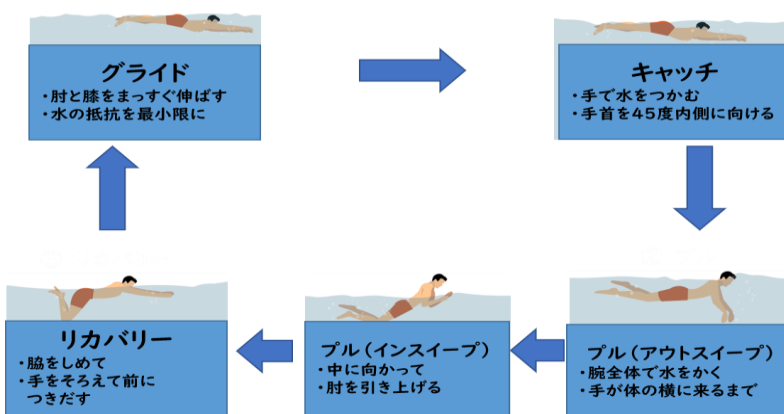 グライド
・肘と膝をまっすぐ伸ばす
・水の抵抗を最小限に
キャッチ
・手で水をつかむ
・手首を45度内側に向ける
プル(アウトスイープ)
・腕全体で水をかく
・手が体の横に来るまで
プル(インスイープ)
・中に向かって
・肘を引き上げる
リカバリー
・脇をしめて
・手をそろえて前に
つきだす